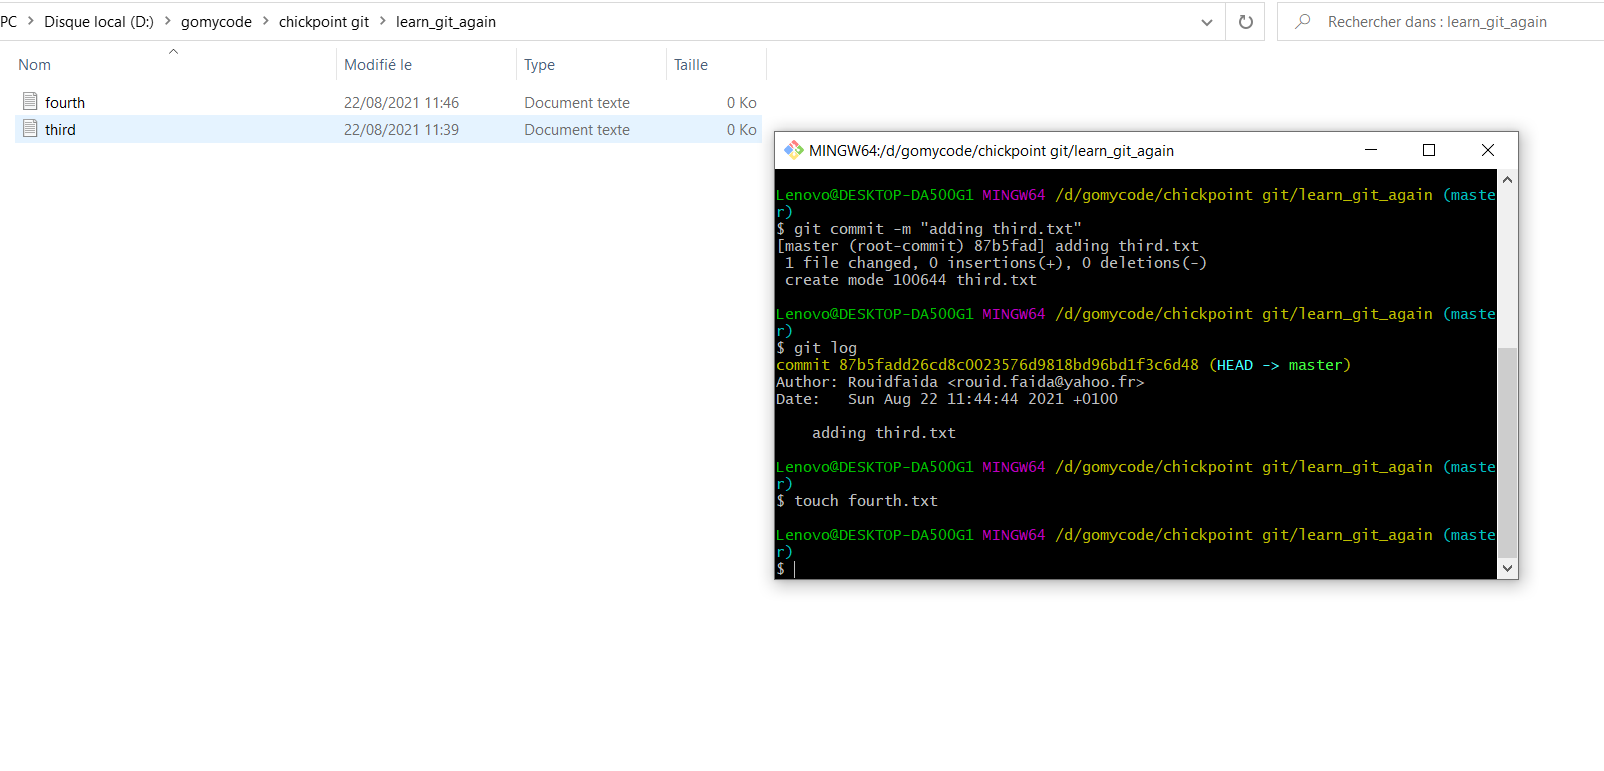 PC > Disque local (D:) > gomycode > chickpoint git > learn_git_again
Rechercher dans : learn_git_again
Nom Modifié le Type Taille
fourth 22/08/2021 11:46 Document texte 0 Ko
third 22/08/2021 11:39 Document texte 0 Ko
MINGW64:/d/gomycode/chickpoint git/learn_git_again
Lenovo@DESKTOP-DA500G1 MINGW64 /d/gomycode/chickpoint git/learn_git_again (maste
r)
$ git commit -m "adding third.txt"
[master (root-commit) 87b5fad] adding third.txt
 1 file changed, 0 insertions(+), 0 deletions(-)
 create mode 100644 third.txt
Lenovo@DESKTOP-DA500G1 MINGW64 /d/gomycode/chickpoint git/learn_git_again (maste
r)
$ git log
commit 87b5fadd26cd8c0023576d9818bd96bd1f3c6d48 (HEAD -> master)
Author: Rouidfaida <rouid.faida@yahoo.fr>
Date:   Sun Aug 22 11:44:44 2021 +0100
    adding third.txt
Lenovo@DESKTOP-DA500G1 MINGW64 /d/gomycode/chickpoint git/learn_git_again (maste
r)
$ touch fourth.txt
Lenovo@DESKTOP-DA500G1 MINGW64 /d/gomycode/chickpoint git/learn_git_again (maste
r)
$